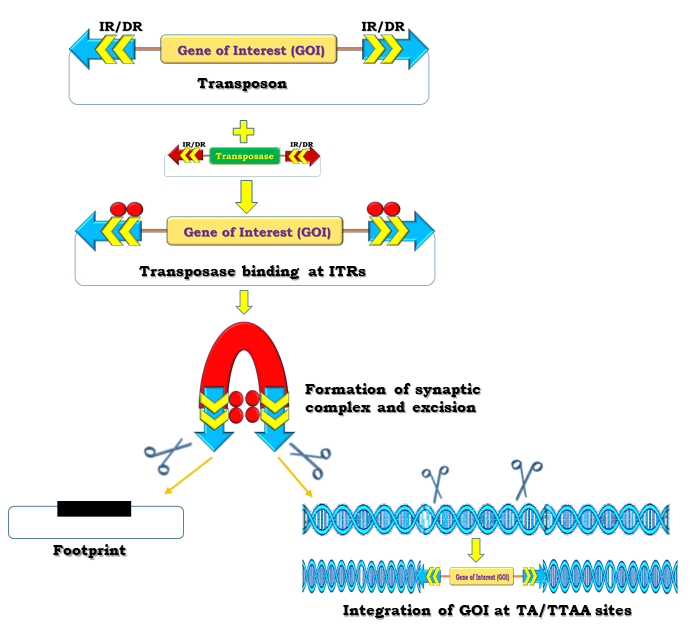 IR/DR
IR/DR
Gene of Interest (GOI)
Transposon
IR/DR
IR/DR
Transposase
Gene of Interest (GOI)
Transposase binding at ITRs
Formation of synaptic
complex and excision
Footprint
Gene of Interest (GOI)
Integration of GOI at TA/TTAA sites